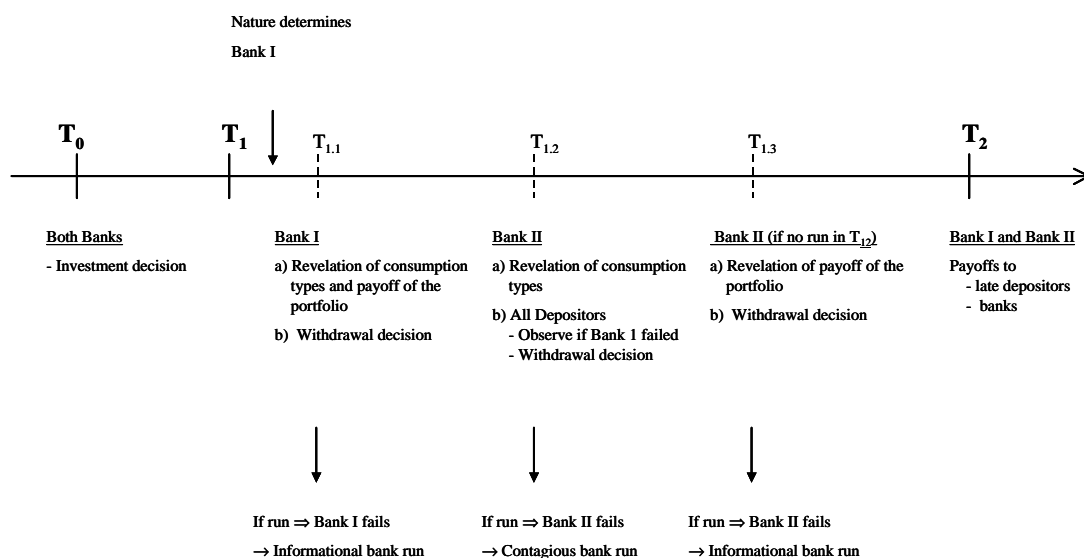 Nature determines
Bank I
T0
T1
T1.1
T1.2
T1.3
T2
Both Banks
- Investment decision
Bank I
a) Revelation of consumption
types and payoff of the
portfolio
b) Withdrawal decision
Bank II
a) Revelation of consumption
types
b) All Depositors
- Observe if Bank 1 failed
- Withdrawal decision
Bank II (if no run in T12)
a) Revelation of payoff of the
portfolio
b) Withdrawal decision
Bank I and Bank II
Payoffs to
- late depositors
- banks
If run ⇒ Bank I fails
→ Informational bank run
If run ⇒ Bank II fails
→ Contagious bank run
If run ⇒ Bank II fails
→ Informational bank run